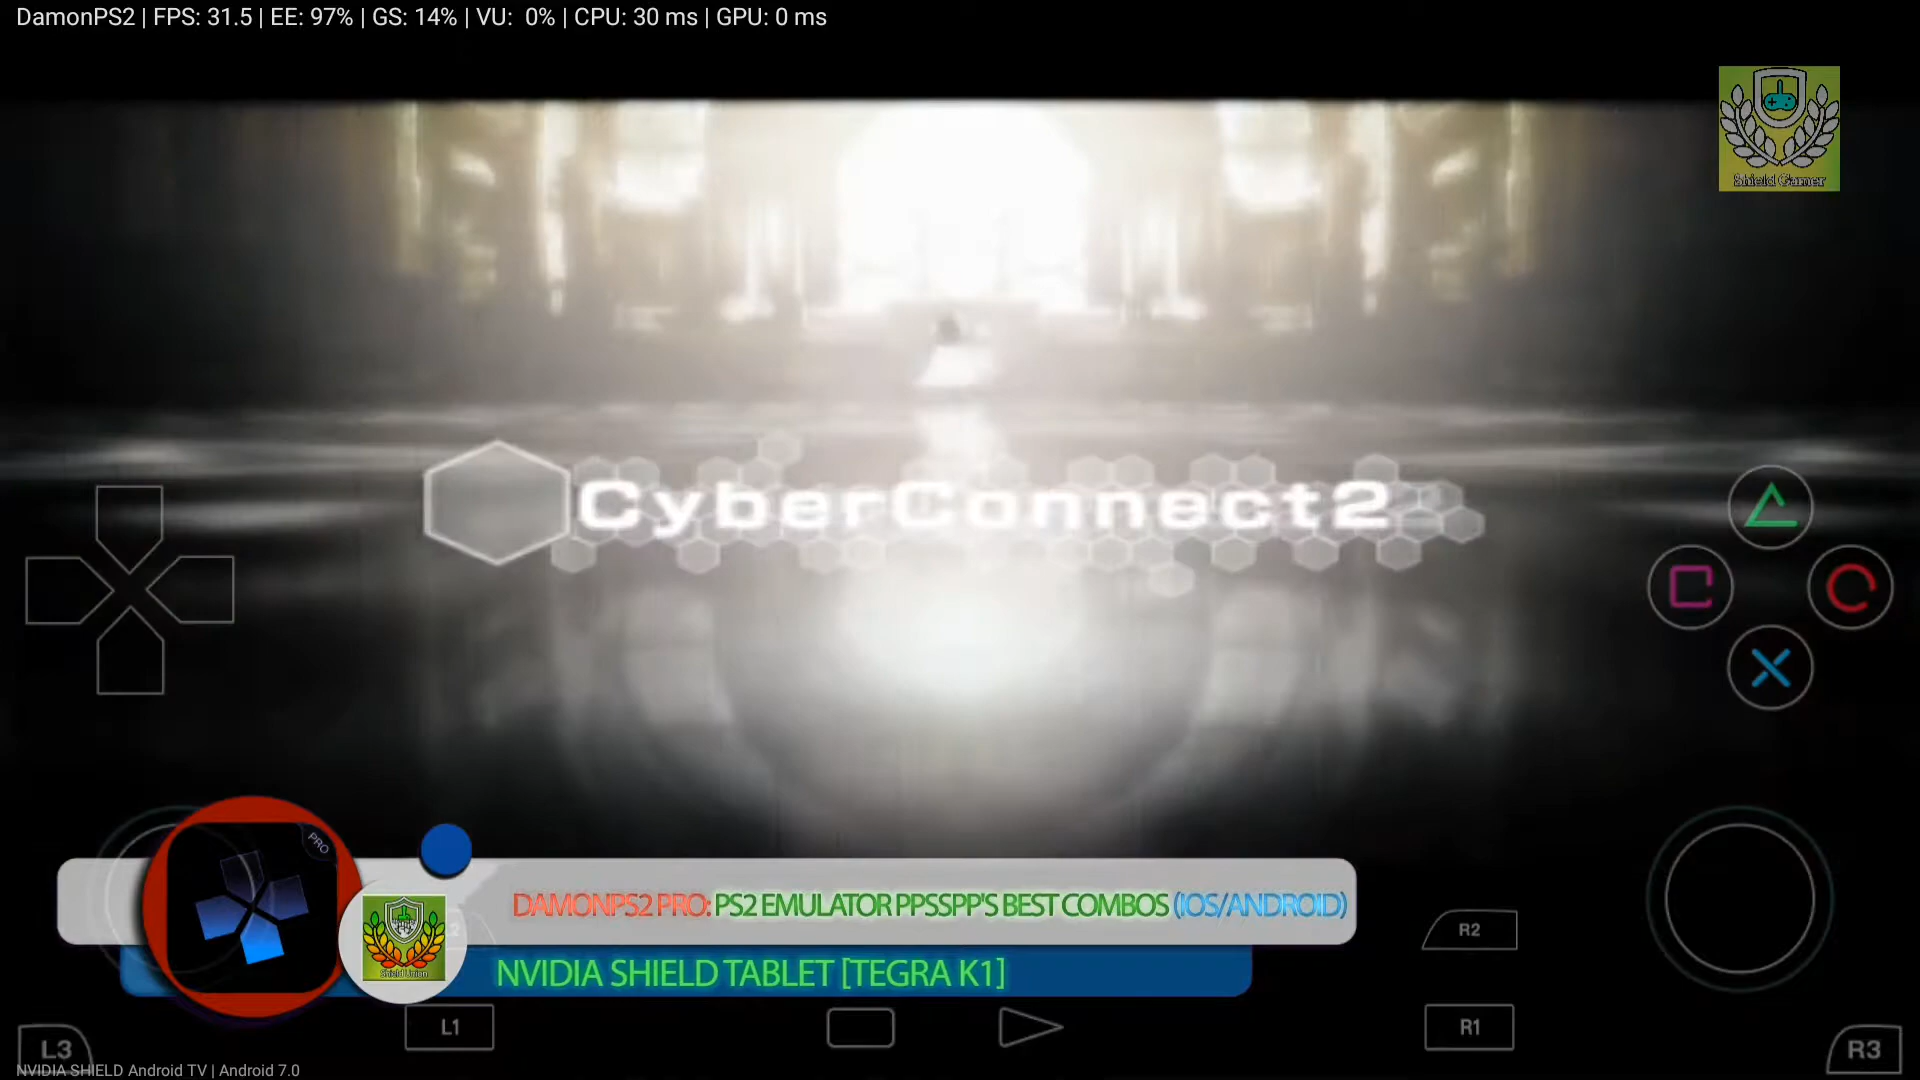 DamonPS2 | FPS: 31.5 | EE: 97% | GS: 14% | VU: 0% | CPU: 30 ms | GPU: 0 ms
Shield Gamer
CyberConnect2
PRO
DAMONPS2 PRO: PS2 EMULATOR PPSSPP'S BEST COMBOS (IOS/ANDROID)
R2
Shield Union
NVIDIA SHIELD TABLET [TEGRA K1]
L1
R1
L3
R3
NVIDIA SHIELD Android TV | Android 7.0